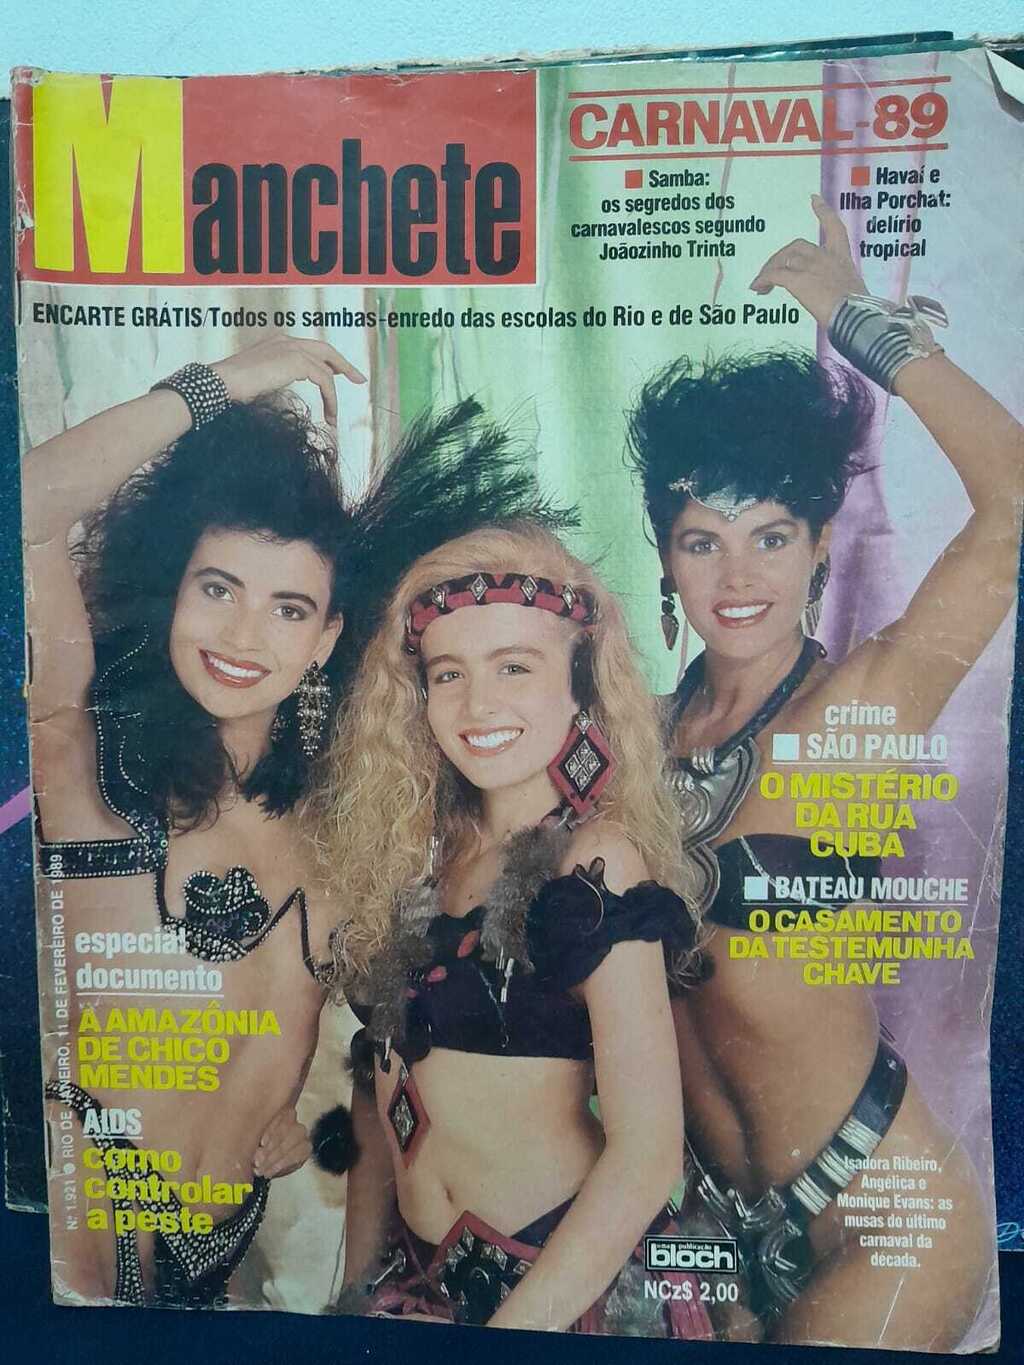 Manchete
CARNAVAL-89
Samba:
os segredos dos
carnavalescos segundo
Joãozinho Trinta
Havaí e
Ilha Porchat:
delírio
tropical
ENCARTE GRÁTIS/Todos os sambas-enredo das escolas do Rio e de São Paulo
crime
SÃO PAULO
O MISTÉRIO
DA RUA
CUBA
BATEAU MOUCHE
O CASAMENTO
DA TESTEMUNHA
CHAVE
especial
documento
A AMAZÔNIA
DE CHICO
MENDES
AIDS
como
controlar
a peste
Nº 1.921 ● RIO DE JANEIRO, 11 DE FEVEREIRO DE 1989
Isadora Ribeiro,
Angélica e
Monique Evans: as
musas do último
carnaval da
década.
uma publicação
bloch
NCz$ 2,00